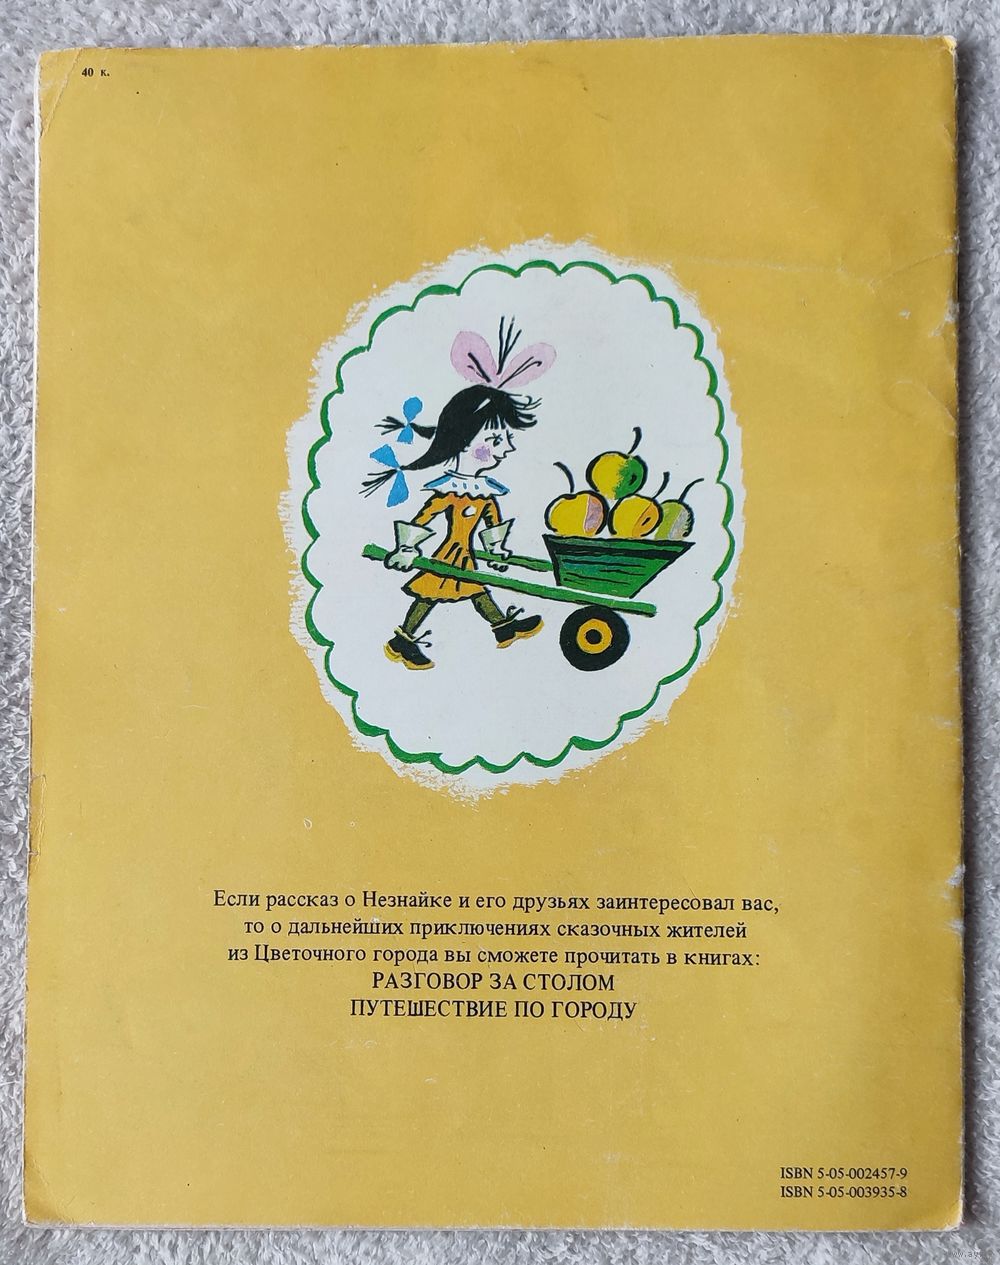 40 к.
Если рассказ о Незнайке и его друзьях заинтересовал вас,
то о дальнейших приключениях сказочных жителей
из Цветочного города вы сможете прочитать в книгах:
РАЗГОВОР ЗА СТОЛОМ
ПУТЕШЕСТВИЕ ПО ГОРОДУ
ISBN 5-05-002457-9
ISBN 5-05-003935-8